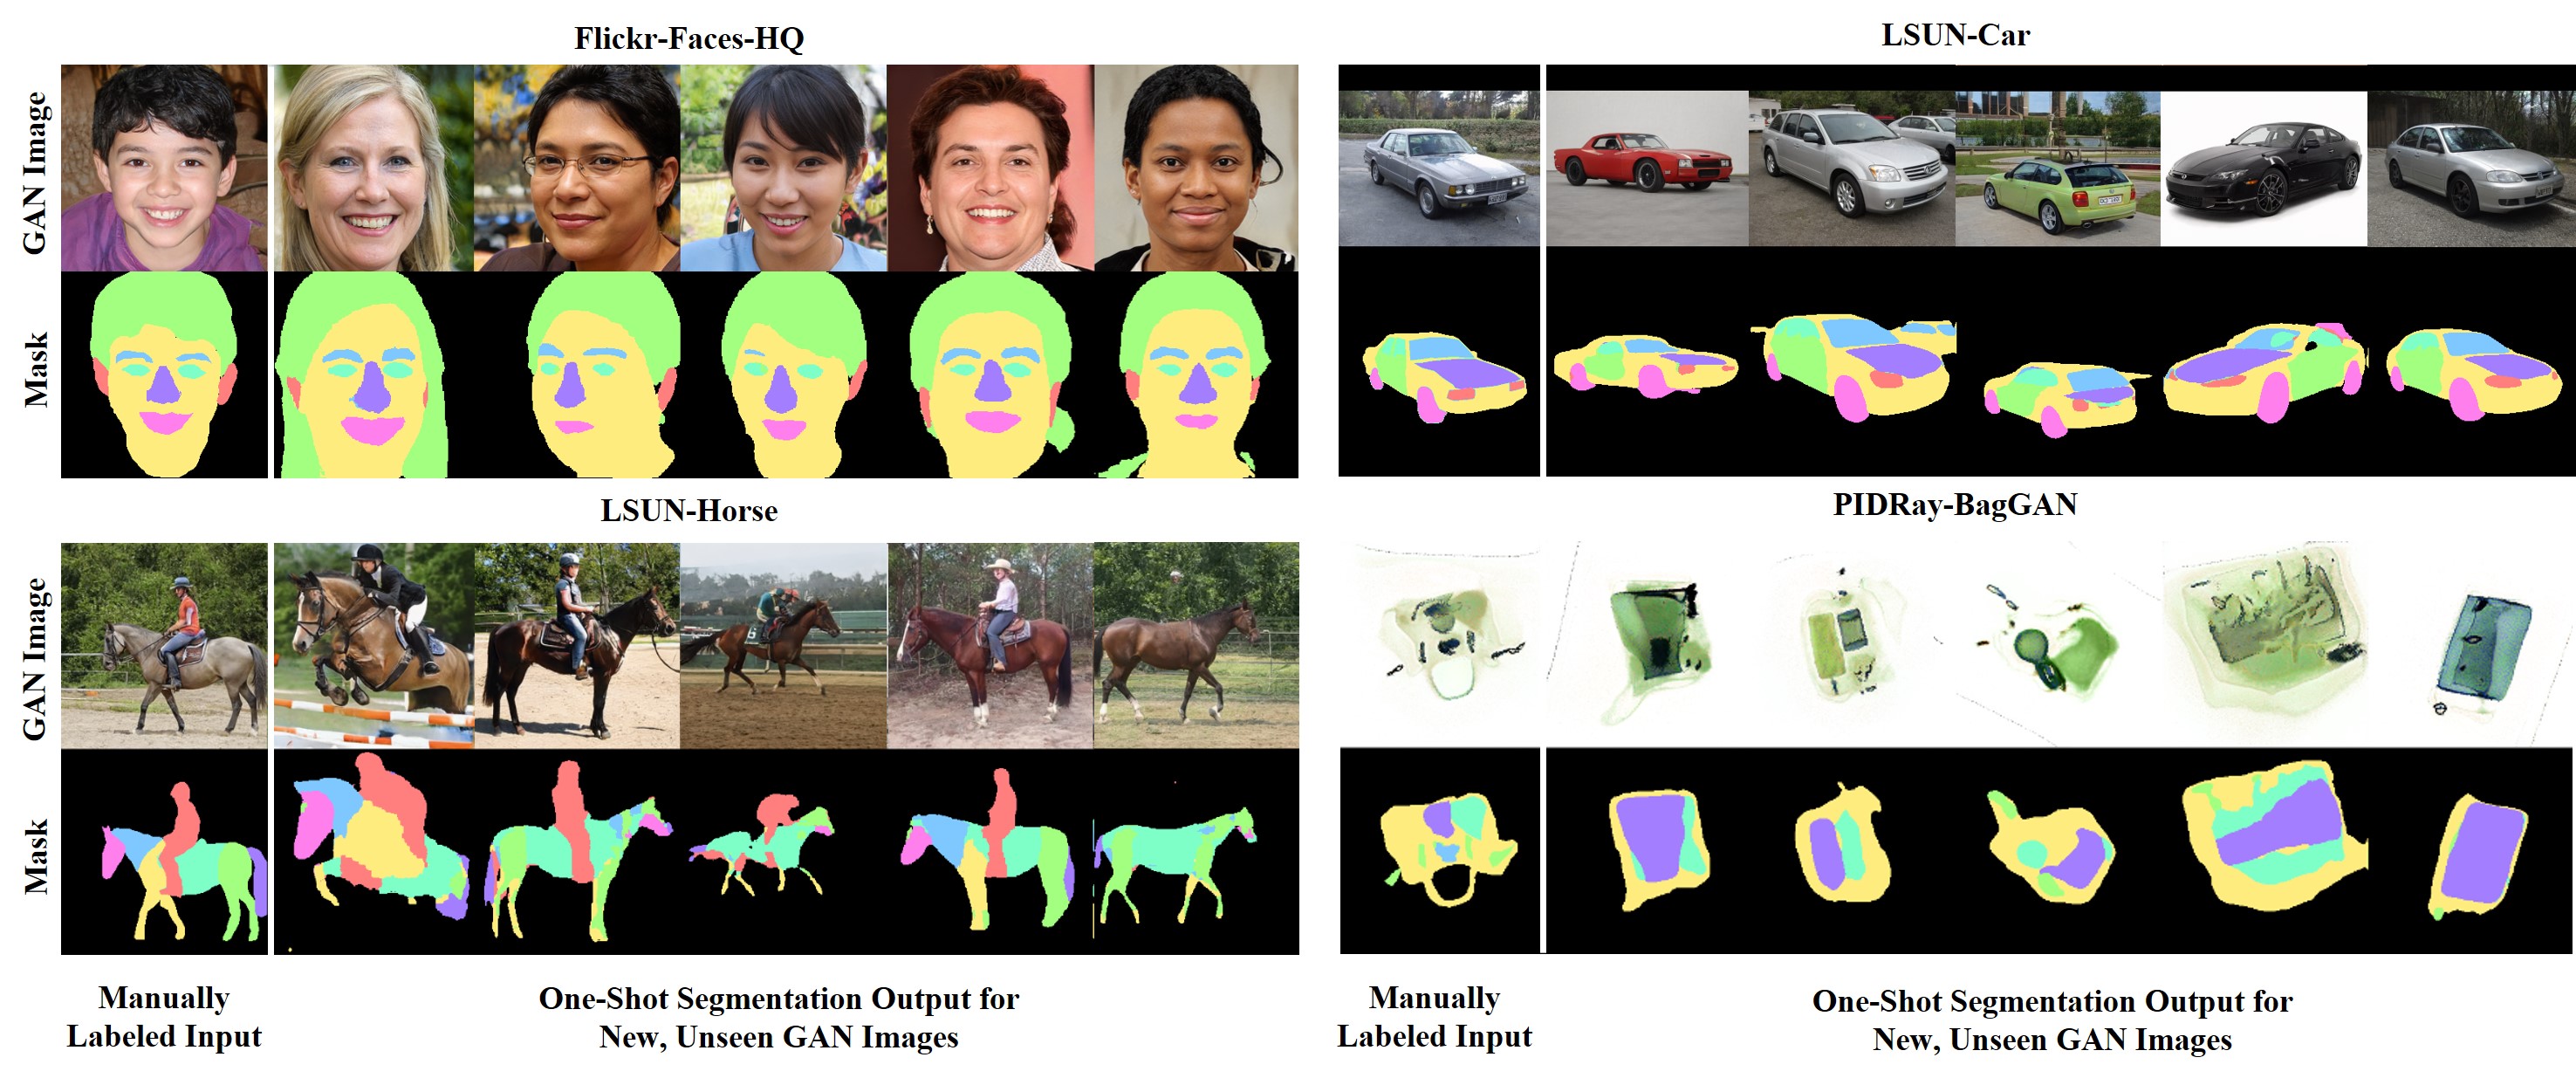 Flickr-Faces-HQ
LSUN-Car
GAN Image
Mask
LSUN-Horse
PIDRay-BagGAN
GAN Image
Mask
Manually
Labeled Input
One-Shot Segmentation Output for
New, Unseen GAN Images
Manually
Labeled Input
One-Shot Segmentation Output for
New, Unseen GAN Images